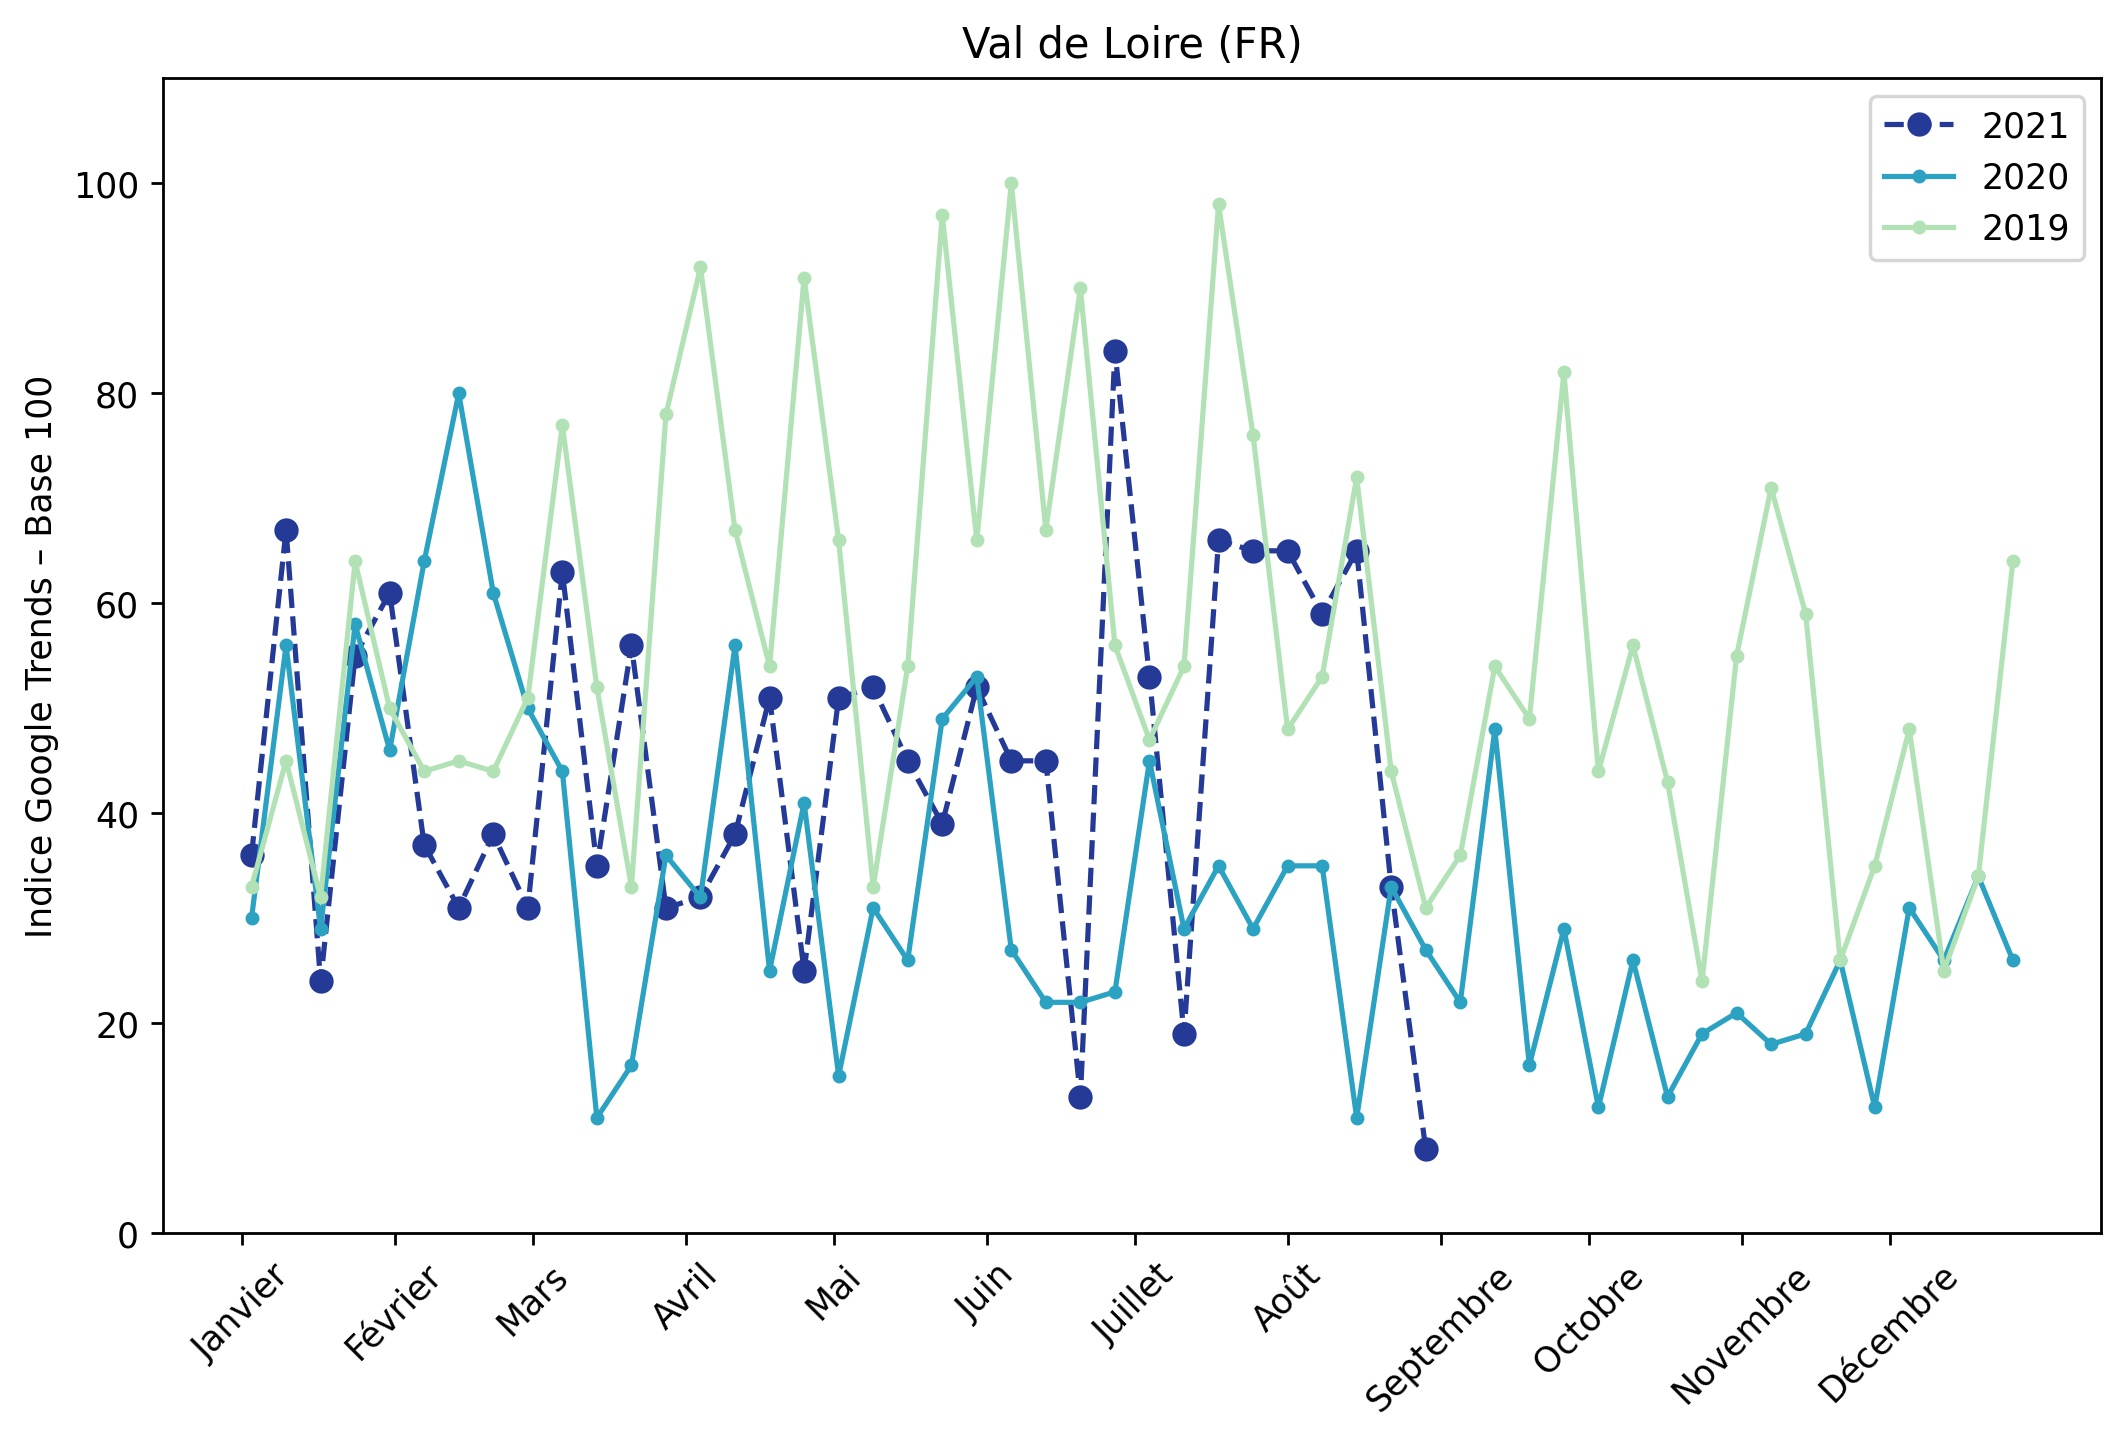 Val de Loire (FR)
2021
2020
2019
Indice Google Trends – Base 100
100
80
60
40
20
0
Janvier
Février
Mars
Avril
Mai
Juin
Juillet
Août
Septembre
Octobre
Novembre
Décembre